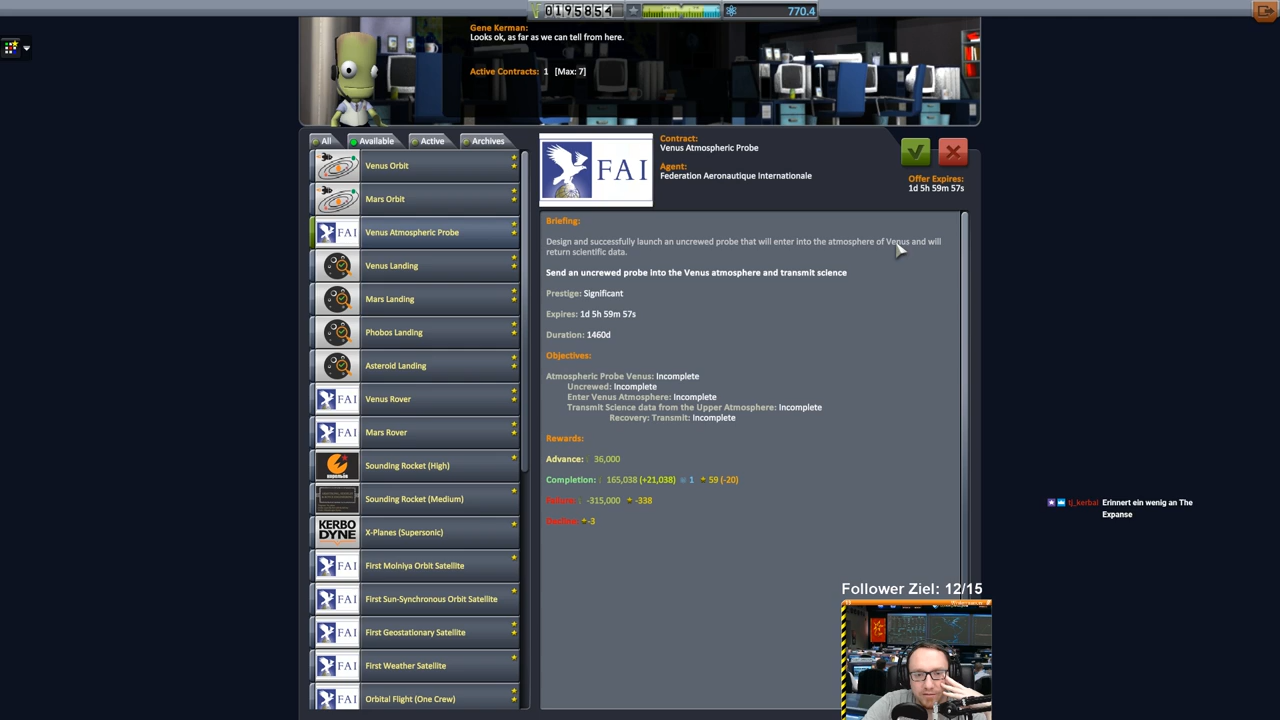 0195854
770.4
Gene Kerman:
Looks ok, as far as we can tell from here.
Active Contracts: 1 [Max: 7]
All
Available
Active
Archives
Venus Orbit
Mars Orbit
FAI
Venus Atmospheric Probe
Venus Landing
Mars Landing
Phobos Landing
Asteroid Landing
FAI
Venus Rover
FAI
Mars Rover
Sounding Rocket (High)
Sounding Rocket (Medium)
KERBO
DYNE
X-Planes (Supersonic)
FAI
First Molniya Orbit Satellite
FAI
First Sun-Synchronous Orbit Satellite
FAI
First Geostationary Satellite
FAI
First Weather Satellite
FAI
Orbital Flight (One Crew)
FAI
Contract:
Venus Atmospheric Probe
Agent:
Federation Aeronautique Internationale
Offer Expires:
1d 5h 59m 57s
Briefing:
Design and successfully launch an uncrewed probe that will enter into the atmosphere of Venus and will
return scientific data.
Send an uncrewed probe into the Venus atmosphere and transmit science
Prestige: Significant
Expires: 1d 5h 59m 57s
Duration: 1460d
Objectives:
Atmospheric Probe Venus: Incomplete
Uncrewed: Incomplete
Enter Venus Atmosphere: Incomplete
Transmit Science data from the Upper Atmosphere: Incomplete
Recovery: Transmit: Incomplete
Rewards:
Advance: 36,000
Completion: 165,038 (+21,038) 1 59 (-20)
Failure: -315,000 -338
Decline: -3
tj_kerbal Erinnert ein wenig an The
Expanse
Follower Ziel: 12/15